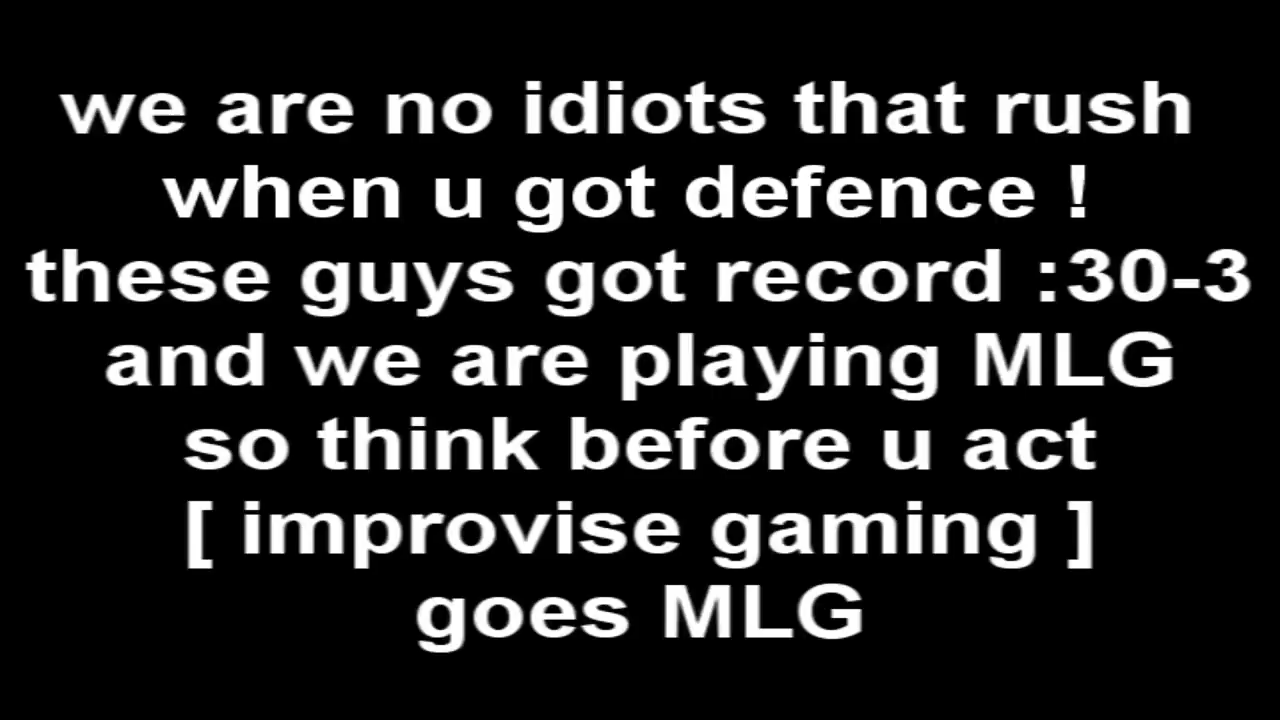 we are no idiots that rush
when u got defence !
these guys got record :30-3
and we are playing MLG
so think before u act
[ improvise gaming ]
goes MLG